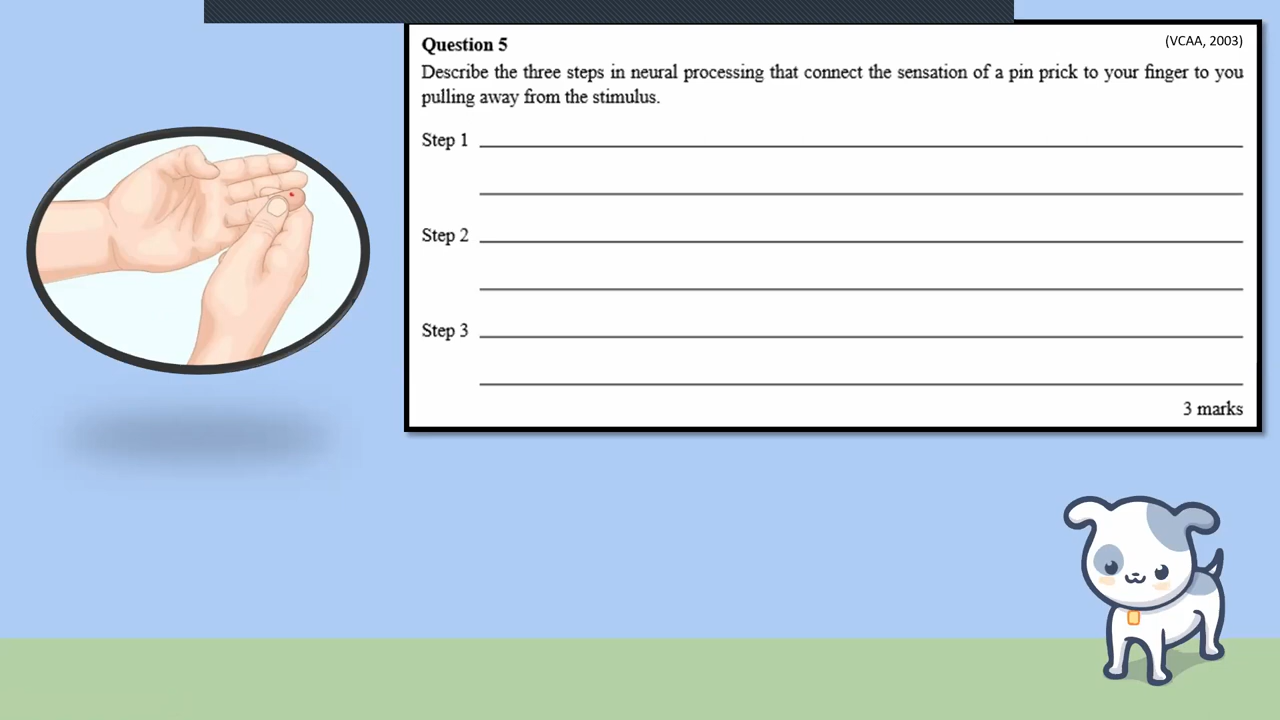 Question 5
(VCAA, 2003)
Describe the three steps in neural processing that connect the sensation of a pin prick to your finger to you
pulling away from the stimulus.
Step 1
Step 2
Step 3
3 marks